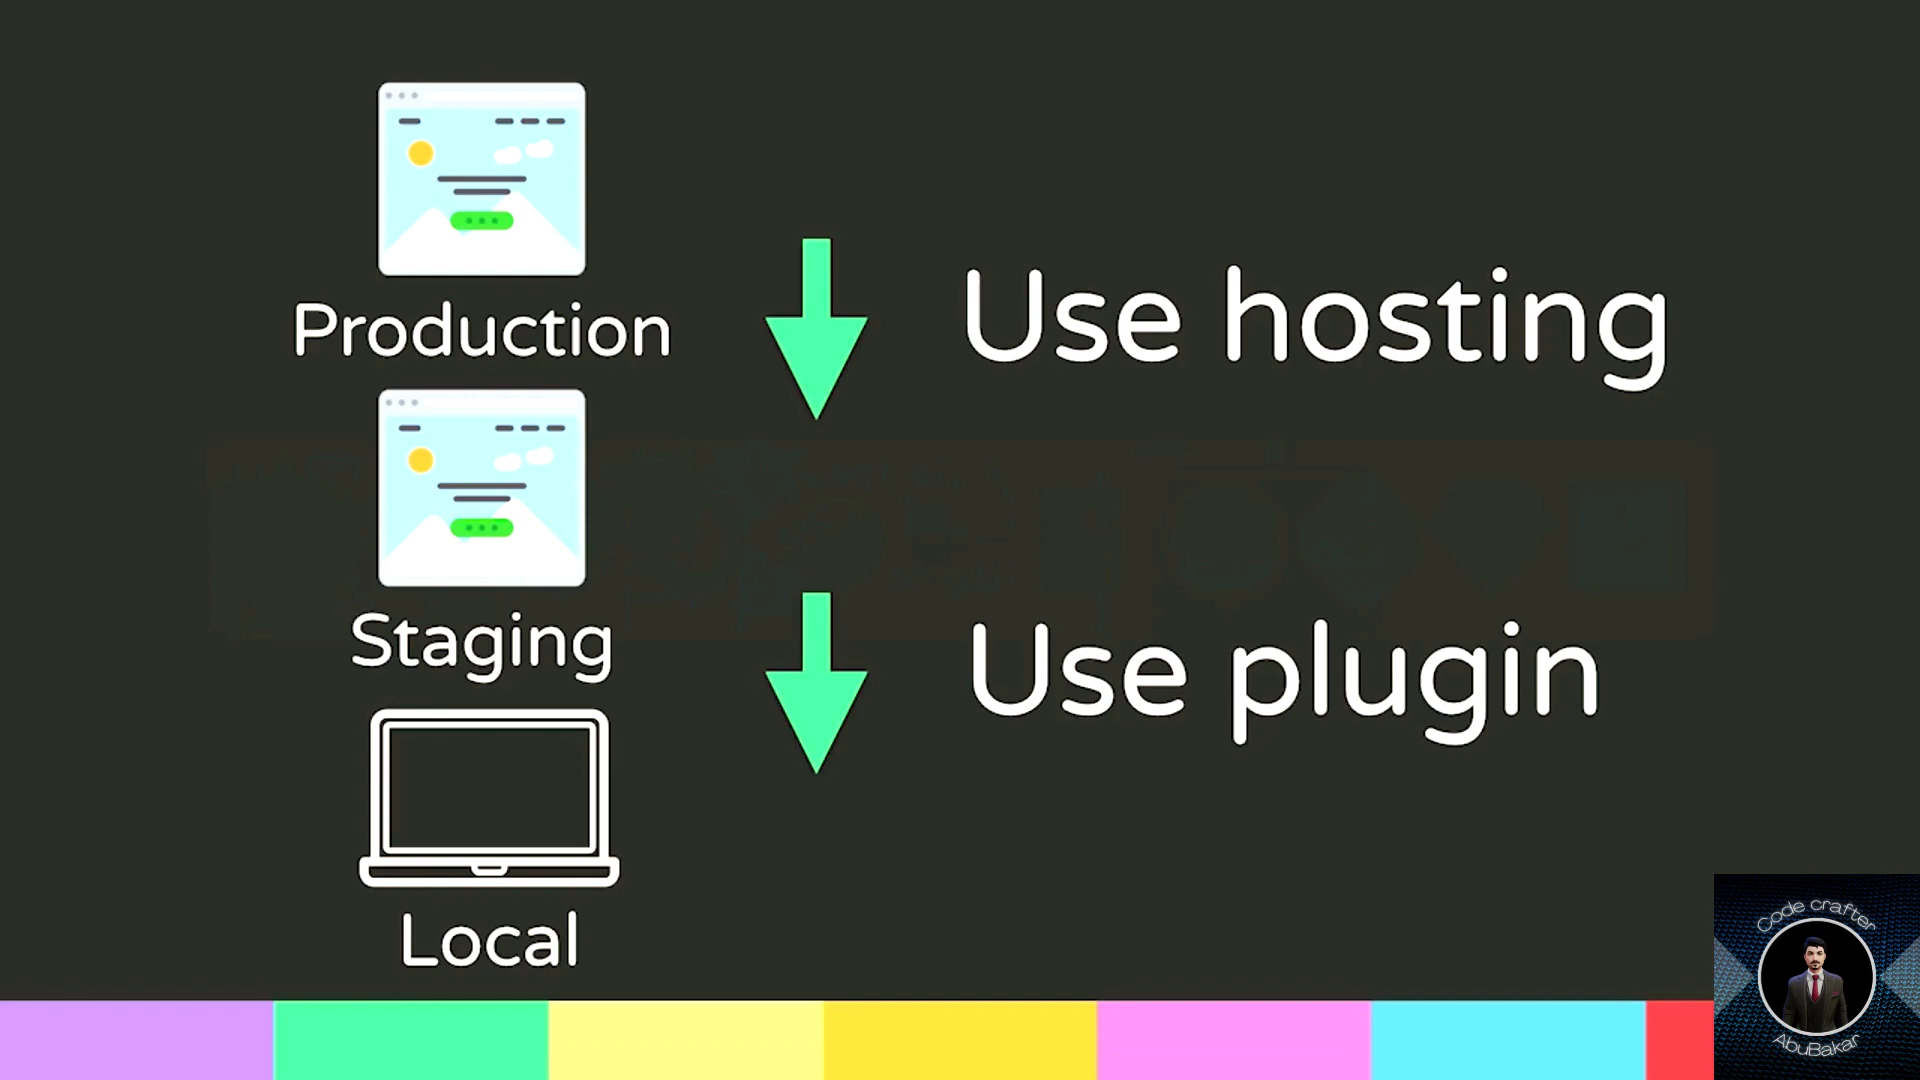 Production
Use hosting
Staging
Use plugin
Local
Code crafter
AbuBakar